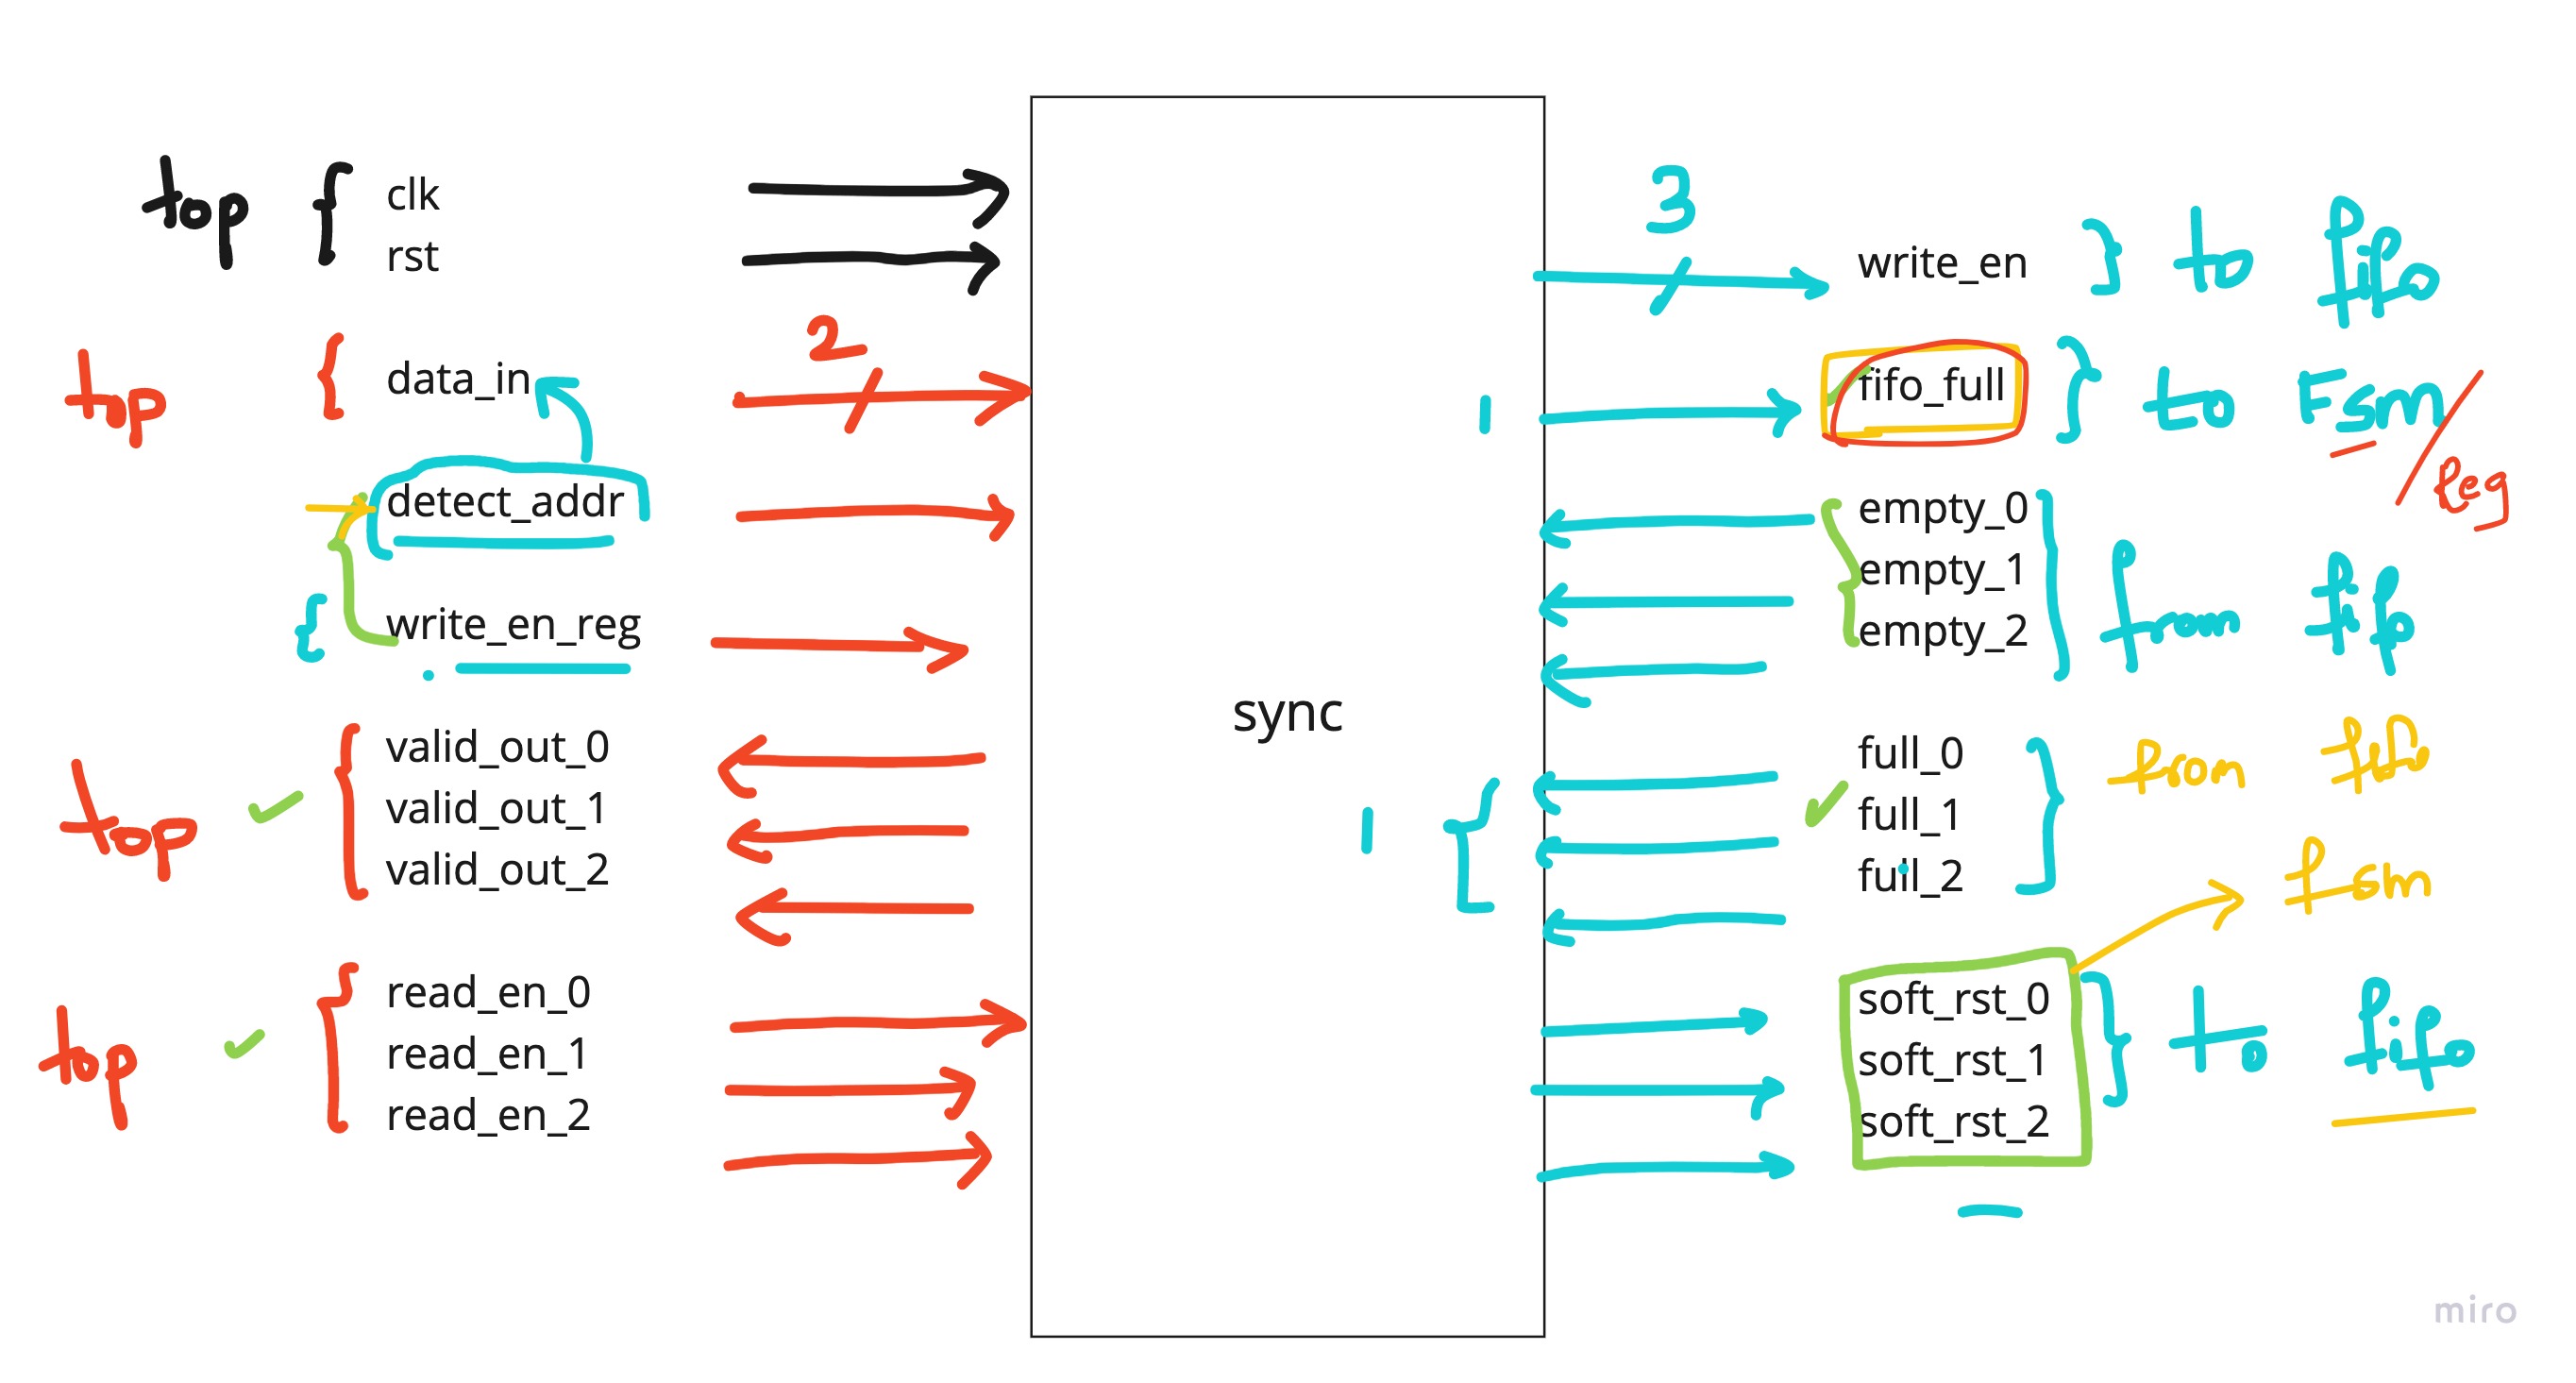 top { clk
rst
top { data_in
2
detect_addr
{ write_en_reg
top { valid_out_0
valid_out_1
valid_out_2
top { read_en_0
read_en_1
read_en_2
sync
3
write_en } to fifo
1
fifo_full } to Fsm / Reg
empty_0
empty_1
empty_2
} from fifo
1 {
full_0
full_1
full_2
} from fifo
fsm
soft_rst_0
soft_rst_1
soft_rst_2
} to fifo
miro